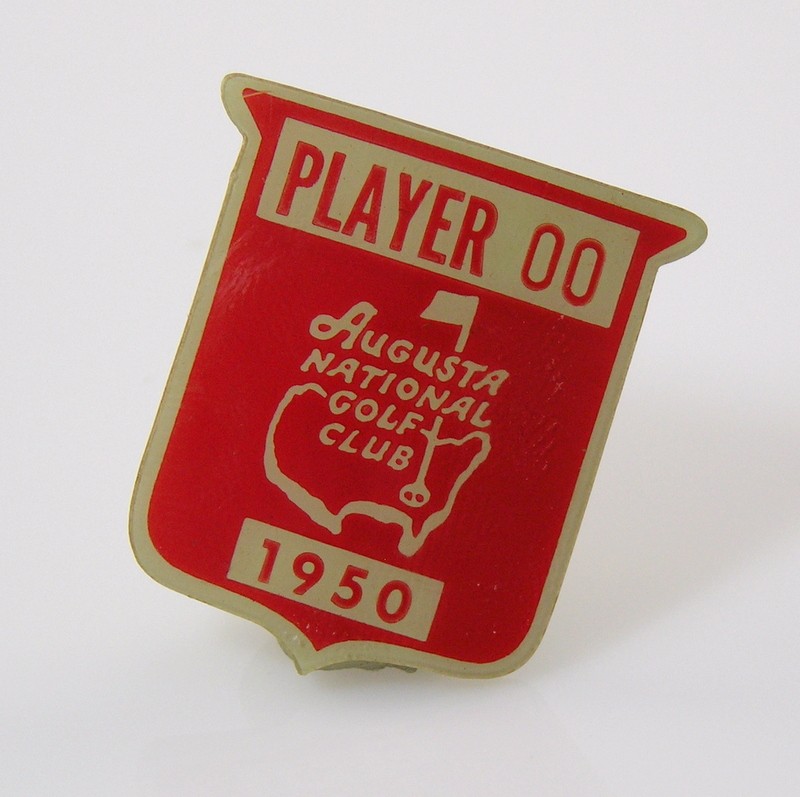 PLAYER 00
AUGUSTA
NATIONAL
GOLF
CLUB
1950